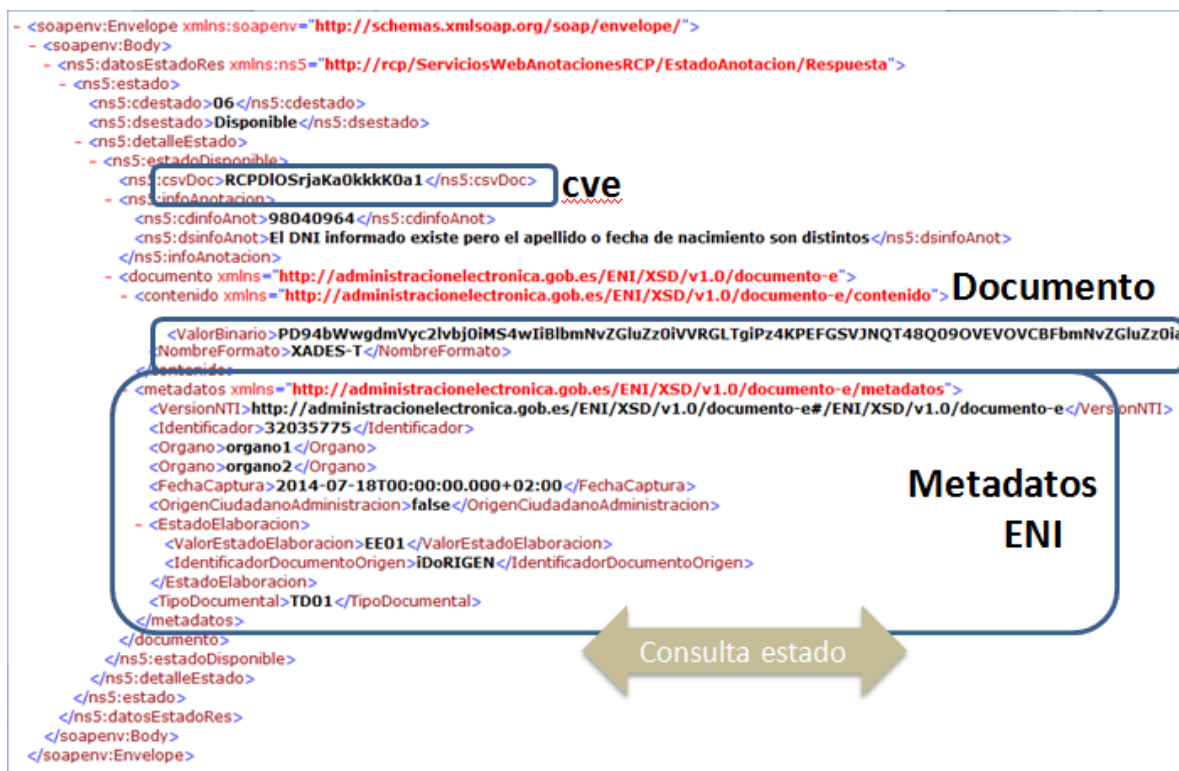 - <soapenv:Envelope xmlns:soapenv="http://schemas.xmlsoap.org/soap/envelope/">
- <soapenv:Body>
- <ns5:datosEstadoRes xmlns:ns5="http://rcp/ServiciosWebAnotacionesRCP/EstadoAnotacion/Respuesta">
- <ns5:estado>
<ns5:cdestado>06</ns5:cdestado>
<ns5:dsestado>Disponible</ns5:dsestado>
- <ns5:detalleEstado>
- <ns5:estadoDisponible>
<ns5:csvDoc>RCPDlOSrjaKa0kkkK0a1</ns5:csvDoc>
cve
- <ns5:infoAnotacion>
<ns5:cdinfoAnot>98040964</ns5:cdinfoAnot>
<ns5:dsinfoAnot>El DNI informado existe pero el apellido o fecha de nacimiento son distintos</ns5:dsinfoAnot>
</ns5:infoAnotacion>
- <documento xmlns="http://administracionelectronica.gob.es/ENI/XSD/v1.0/documento-e">
- <contenido xmlns="http://administracionelectronica.gob.es/ENI/XSD/v1.0/documento-e/contenido">
Documento
<ValorBinario>PD94bWwgdmVyc2lvbj0iMS4wIiBlbmNvZGluZz0iVVRGLTgiPz4KPEFGSVJNQT48Q09OVEVOVCBFbmNvZGluZz0ia
<NombreFormato>XADES-T</NombreFormato>
</contenido>
- <metadatos xmlns="http://administracionelectronica.gob.es/ENI/XSD/v1.0/documento-e/metadatos">
<VersionNTI>http://administracionelectronica.gob.es/ENI/XSD/v1.0/documento-e#/ENI/XSD/v1.0/documento-e</VersionNTI>
<Identificador>32035775</Identificador>
<Organo>organo1</Organo>
<Organo>organo2</Organo>
<FechaCaptura>2014-07-18T00:00:00.000+02:00</FechaCaptura>
<OrigenCiudadanoAdministracion>false</OrigenCiudadanoAdministracion>
Metadatos
ENI
- <EstadoElaboracion>
<ValorEstadoElaboracion>EE01</ValorEstadoElaboracion>
<IdentificadorDocumentoOrigen>iDoRIGEN</IdentificadorDocumentoOrigen>
</EstadoElaboracion>
<TipoDocumental>TD01</TipoDocumental>
</metadatos>
</documento>
Consulta estado
</ns5:estadoDisponible>
</ns5:detalleEstado>
</ns5:estado>
</ns5:datosEstadoRes>
</soapenv:Body>
</soapenv:Envelope>